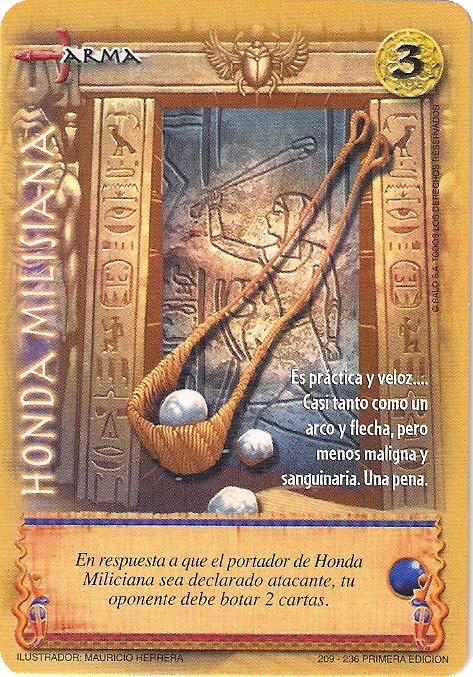 ARMA
3
HONDA MILISIANA
© SALO S.A. TODOS LOS DERECHOS RESERVADOS
Es práctica y veloz....
Casi tanto como un
arco y flecha, pero
menos maligna y
sanguinaria. Una pena.
En respuesta a que el portador de Honda
Miliciana sea declarado atacante, tu
oponente debe botar 2 cartas.
ILUSTRADOR: MAURICIO HERRERA
209 - 236 PRIMERA EDICION